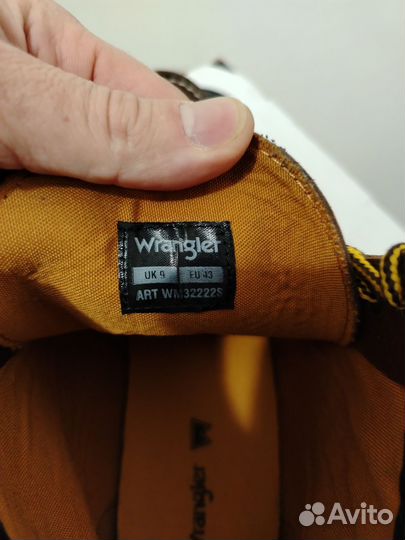 Wrangler
UK 9 EU 43
ART WM32222S
Wrangler
Avito